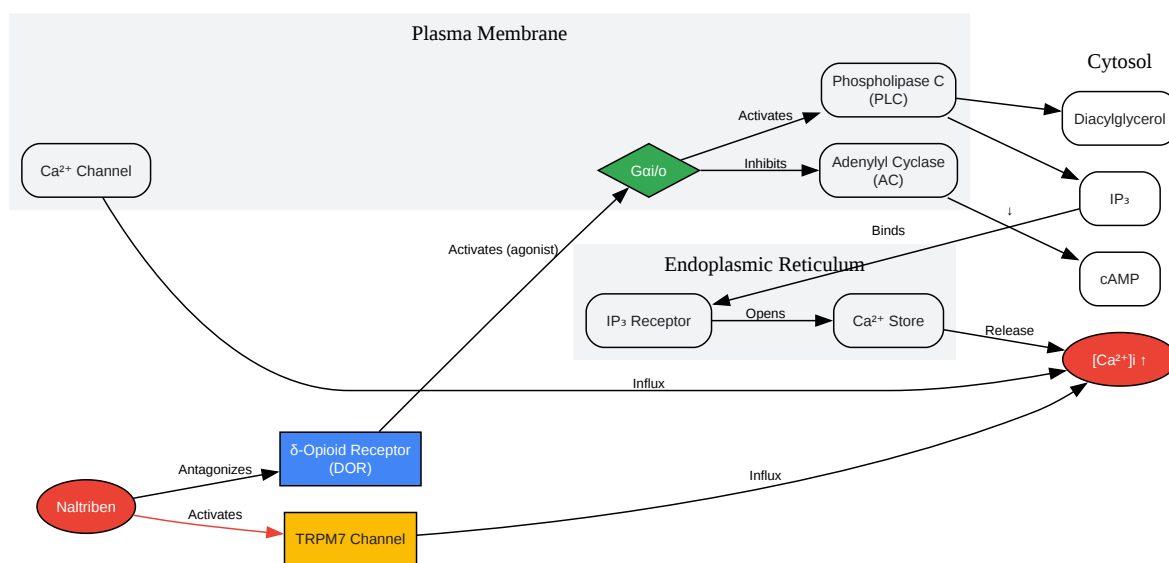 Plasma Membrane
Cytosol
Phospholipase C
(PLC)
Diacylglycerol
Activates
Ca²⁺ Channel
Gαi/o
Inhibits
Adenylyl Cyclase
(AC)
IP₃
↓
Binds
Activates (agonist)
Endoplasmic Reticulum
cAMP
IP₃ Receptor
Opens
Ca²⁺ Store
Release
[Ca²⁺]i ↑
Influx
δ-Opioid Receptor
(DOR)
Antagonizes
Influx
Naltriben
Activates
TRPM7 Channel